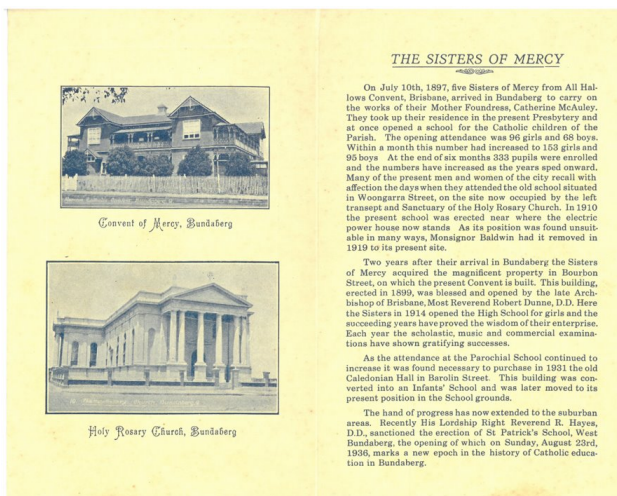 Convent of Mercy, Bundaberg
Holy Rosary Church, Bundaberg
THE SISTERS OF MERCY
On July 10th, 1897, five Sisters of Mercy from All Hal-
lows Convent, Brisbane, arrived in Bundaberg to carry on
the works of their Mother Foundress, Catherine McAuley.
They took up their residence in the present Presbytery and
at once opened a school for the Catholic children of the
Parish. The opening attendance was 96 girls and 68 boys.
Within a month this number had increased to 153 girls and
95 boys At the end of six months 333 pupils were enrolled
and the numbers have increased as the years sped onward.
Many of the present men and women of the city recall with
affection the days when they attended the old school situated
in Woongarra Street, on the site now occupied by the left
transept and Sanctuary of the Holy Rosary Church. In 1910
the present school was erected near where the electric
power house now stands As its position was found unsuit-
able in many ways, Monsignor Baldwin had it removed in
1919 to its present site.
Two years after their arrival in Bundaberg the Sisters
of Mercy acquired the magnificent property in Bourbon
Street, on which the present Convent is built. This building,
erected in 1899, was blessed and opened by the late Arch-
bishop of Brisbane, Most Reverend Robert Dunne, D.D. Here
the Sisters in 1914 opened the High School for girls and the
succeeding years have proved the wisdom of their enterprise.
Each year the scholastic, music and commercial examina-
tions have shown gratifying successes.
As the attendance at the Parochial School continued to
increase it was found necessary to purchase in 1931 the old
Caledonian Hall in Barolin Street. This building was con-
verted into an Infants' School and was later moved to its
present position in the School grounds.
The hand of progress has now extended to the suburban
areas. Recently His Lordship Right Reverend R. Hayes,
D.D., sanctioned the erection of St Patrick's School, West
Bundaberg, the opening of which on Sunday, August 23rd,
1936, marks a new epoch in the history of Catholic educa-
tion in Bundaberg.